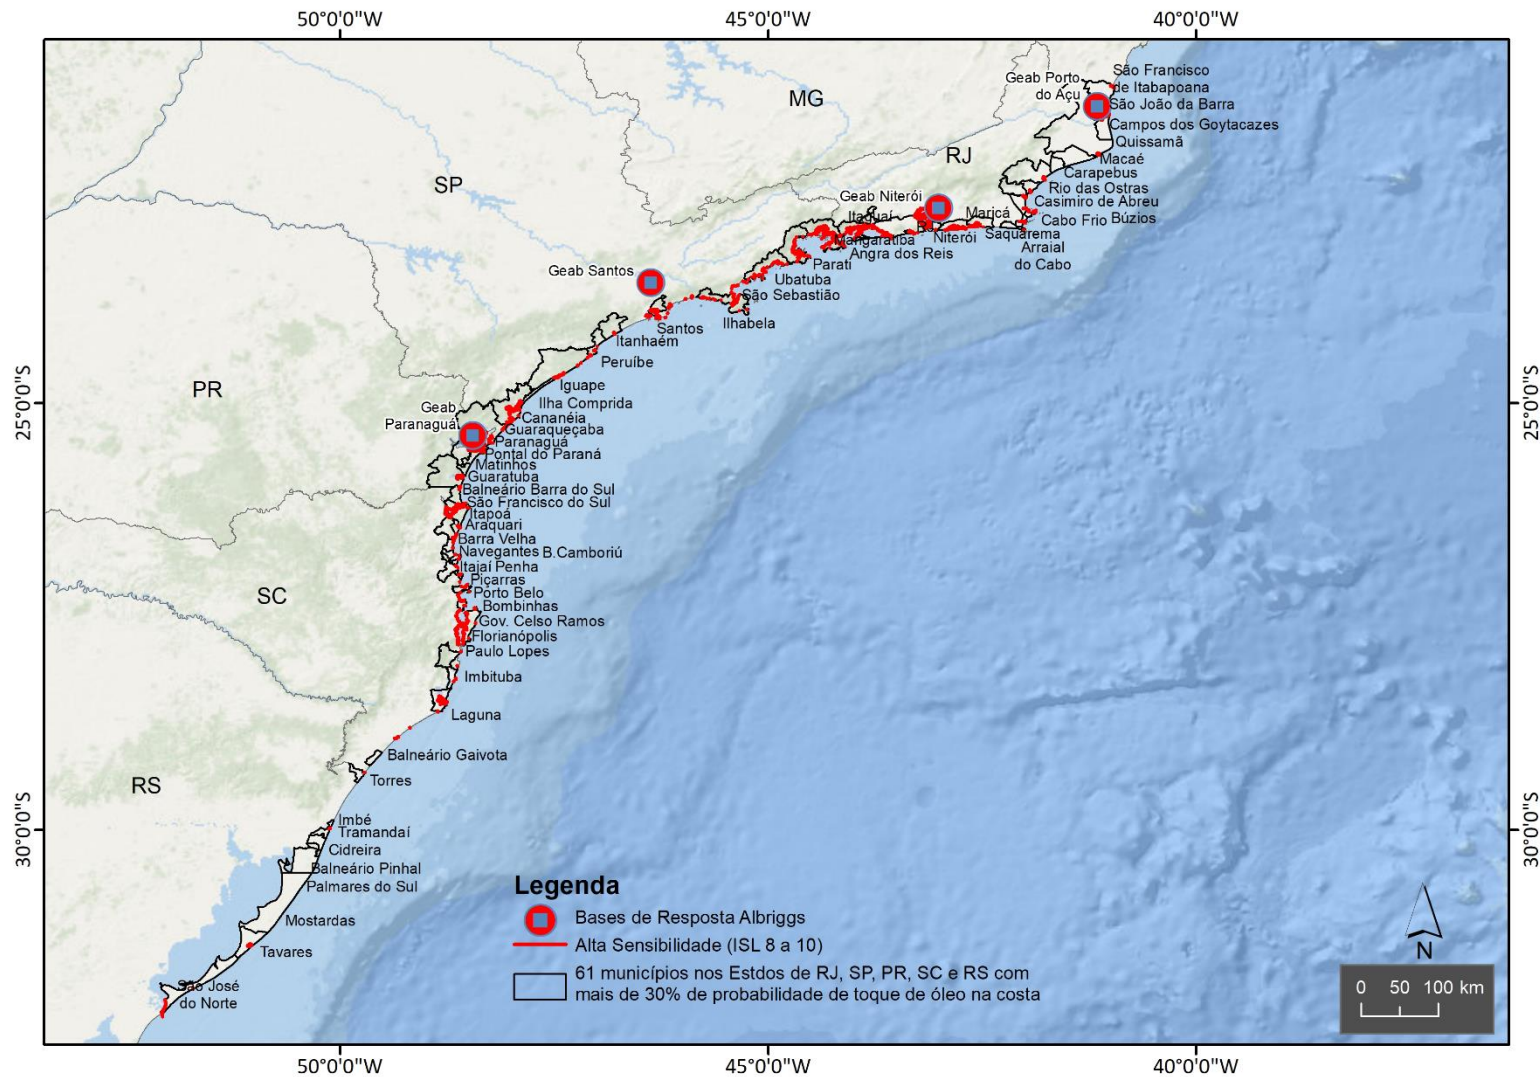 50°0'0"W
45°0'0"W
40°0'0"W
São Francisco
de Itabapoana
Geab Porto
do Açu
São João da Barra
Campos dos Goytacazes
MG
Quissamã
RJ
Macaé
Carapebus
SP
Rio das Ostras
Geab Niterói
Casimiro de Abreu
Itaguaí
Maricá
Cabo Frio
Búzios
Mangaratiba
Niterói
Saquarema
Angra dos Reis
Arraial
do Cabo
Parati
Geab Santos
Ubatuba
São Sebastião
Ilhabela
Santos
Itanhaém
Peruíbe
PR
Iguape
25°0'0"S
25°0'0"S
Ilha Comprida
Geab
Paranaguá
Cananéia
Guaraqueçaba
Paranaguá
Pontal do Paraná
Matinhos
Guaratuba
Balneário Barra do Sul
São Francisco do Sul
Itapoá
Araquari
Barra Velha
Navegantes
B.Camboriú
Itajaí
Penha
Piçarras
SC
Porto Belo
Bombinhas
Gov. Celso Ramos
Florianópolis
Paulo Lopes
Imbituba
Laguna
Balneário Gaivota
RS
Torres
Imbé
30°0'0"S
30°0'0"S
Tramandaí
Cidreira
Balneário Pinhal
Palmares do Sul
Mostardas
Tavares
São José
do Norte
Legenda
Bases de Resposta Albriggs
Alta Sensibilidade (ISL 8 a 10)
61 municípios nos Estdos de RJ, SP, PR, SC e RS com
mais de 30% de probabilidade de toque de óleo na costa
N
0 50 100 km
50°0'0"W
45°0'0"W
40°0'0"W